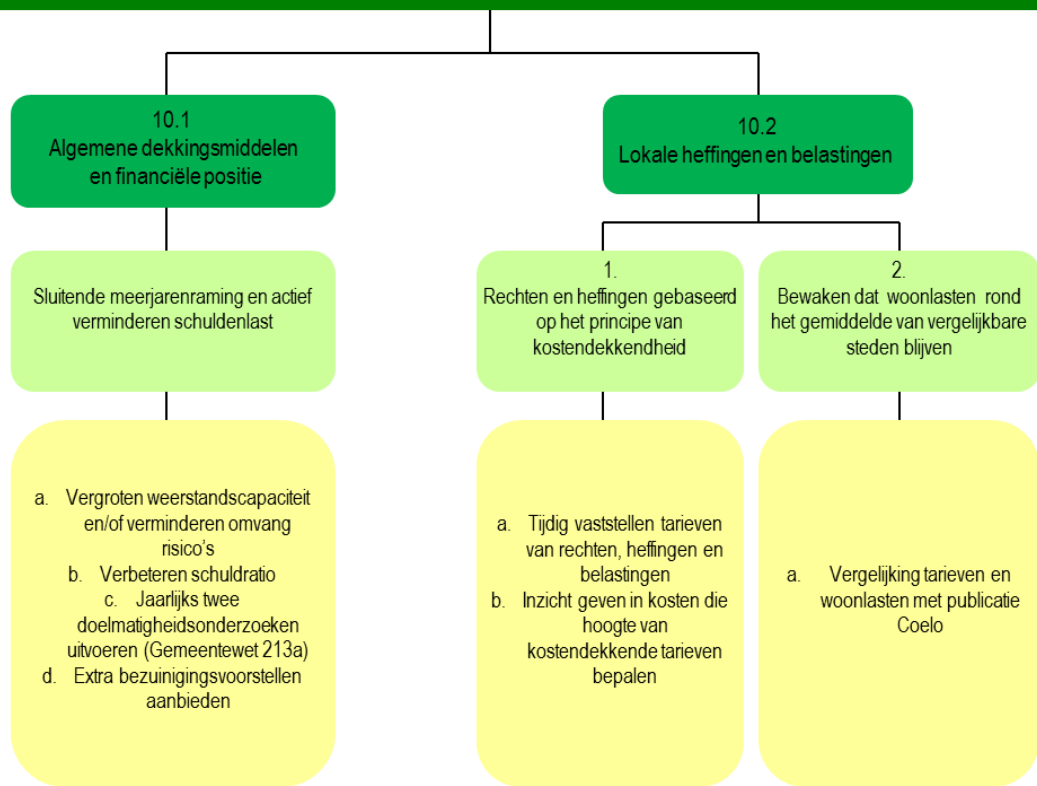 10.1
Algemene dekkingsmiddelen
en financiële positie
10.2
Lokale heffingen en belastingen
Sluitende meerjarenraming en actief
verminderen schuldenlast
1.
Rechten en heffingen gebaseerd
op het principe van
kostendekkendheid
2.
Bewaken dat woonlasten rond
het gemiddelde van vergelijkbare
steden blijven
a. Vergroten weerstandscapaciteit
en/of verminderen omvang
risico's
b. Verbeteren schuldratio
c. Jaarlijks twee
doelmatigheidsonderzoeken
uitvoeren (Gemeentewet 213a)
d. Extra bezuinigingsvoorstellen
aanbieden
a. Tijdig vaststellen tarieven
van rechten, heffingen en
belastingen
b. Inzicht geven in kosten die
hoogte van
kostendekkende tarieven
bepalen
a. Vergelijking tarieven en
woonlasten met publicatie
Coelo